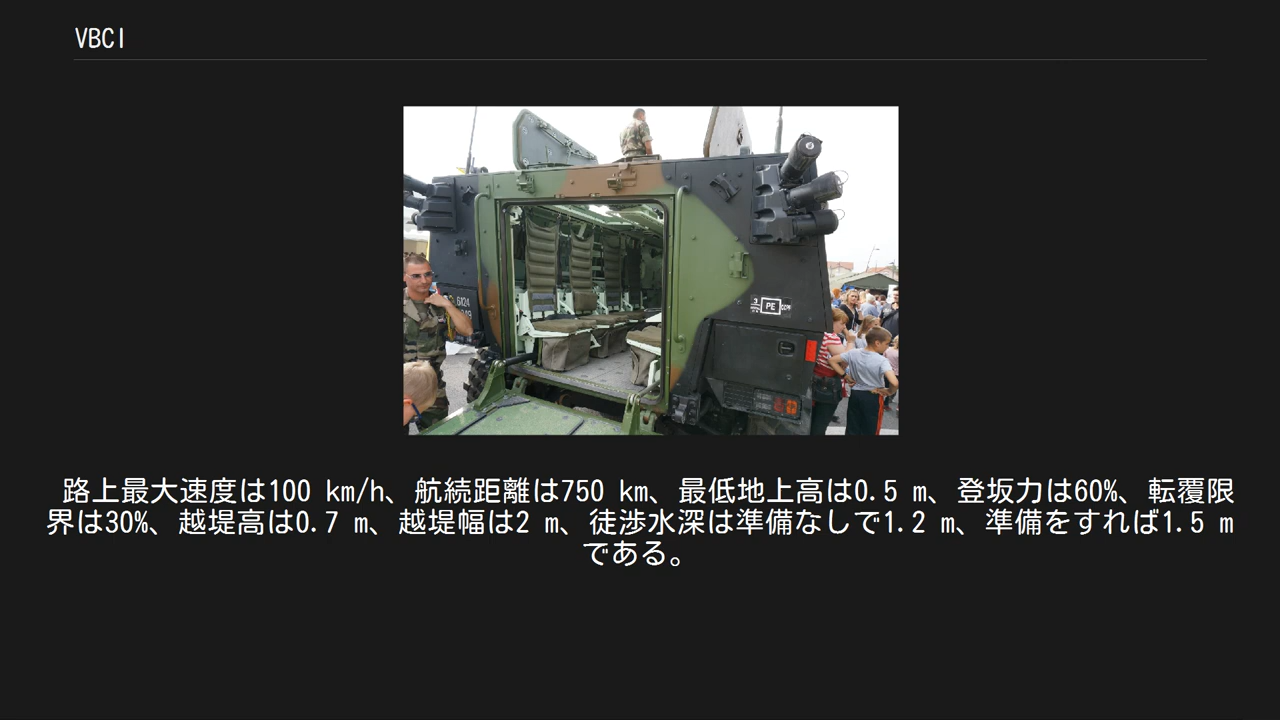 VBCI
6124
3
PE
路上最大速度は100 km/h、航続距離は750 km、最低地上高は0.5 m、登坂力は60%、転覆限
界は30%、越堤高は0.7 m、越堤幅は2 m、徒渉水深は準備なしで1.2 m、準備をすれば1.5 m
である。